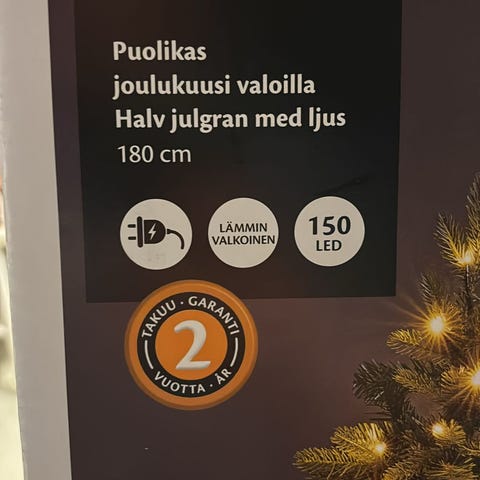 Puolikas
joulukuusi valoilla
Halv julgran med ljus
180 cm
LÄMMIN
VALKOINEN
150
LED
TAKUU · GARANTI
2
VUOTTA · ÅR